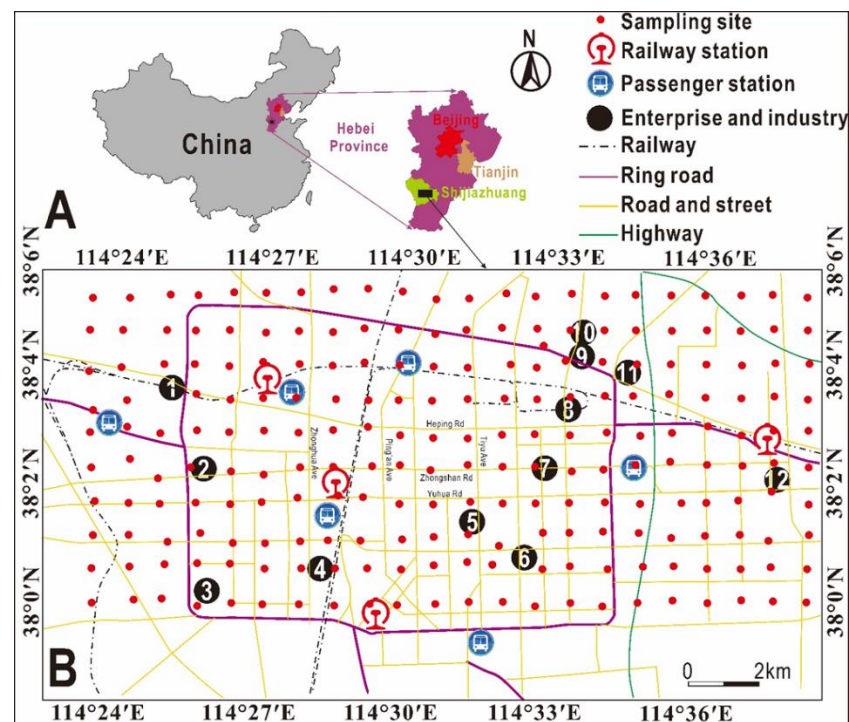 N
Sampling site
Railway station
Passenger station
Enterprise and industry
Railway
Ring road
Road and street
Highway
China
Hebei
Province
Beijing
Tianjin
Shijiazhuang
A
114°24′E 114°27′E 114°30′E 114°33′E 114°36′E
38°6′N
38°4′N
38°2′N
38°0′N
38°6′N
38°4′N
38°2′N
38°0′N
10
9
11
1
8
Heping Rd
Zhonghua Ave
Ping'an Ave
Tiyu Ave
2
7
12
Zhongshan Rd
Yuhua Rd
5
6
4
3
B
0 2km
114°24′E 114°27′E 114°30′E 114°33′E 114°36′E